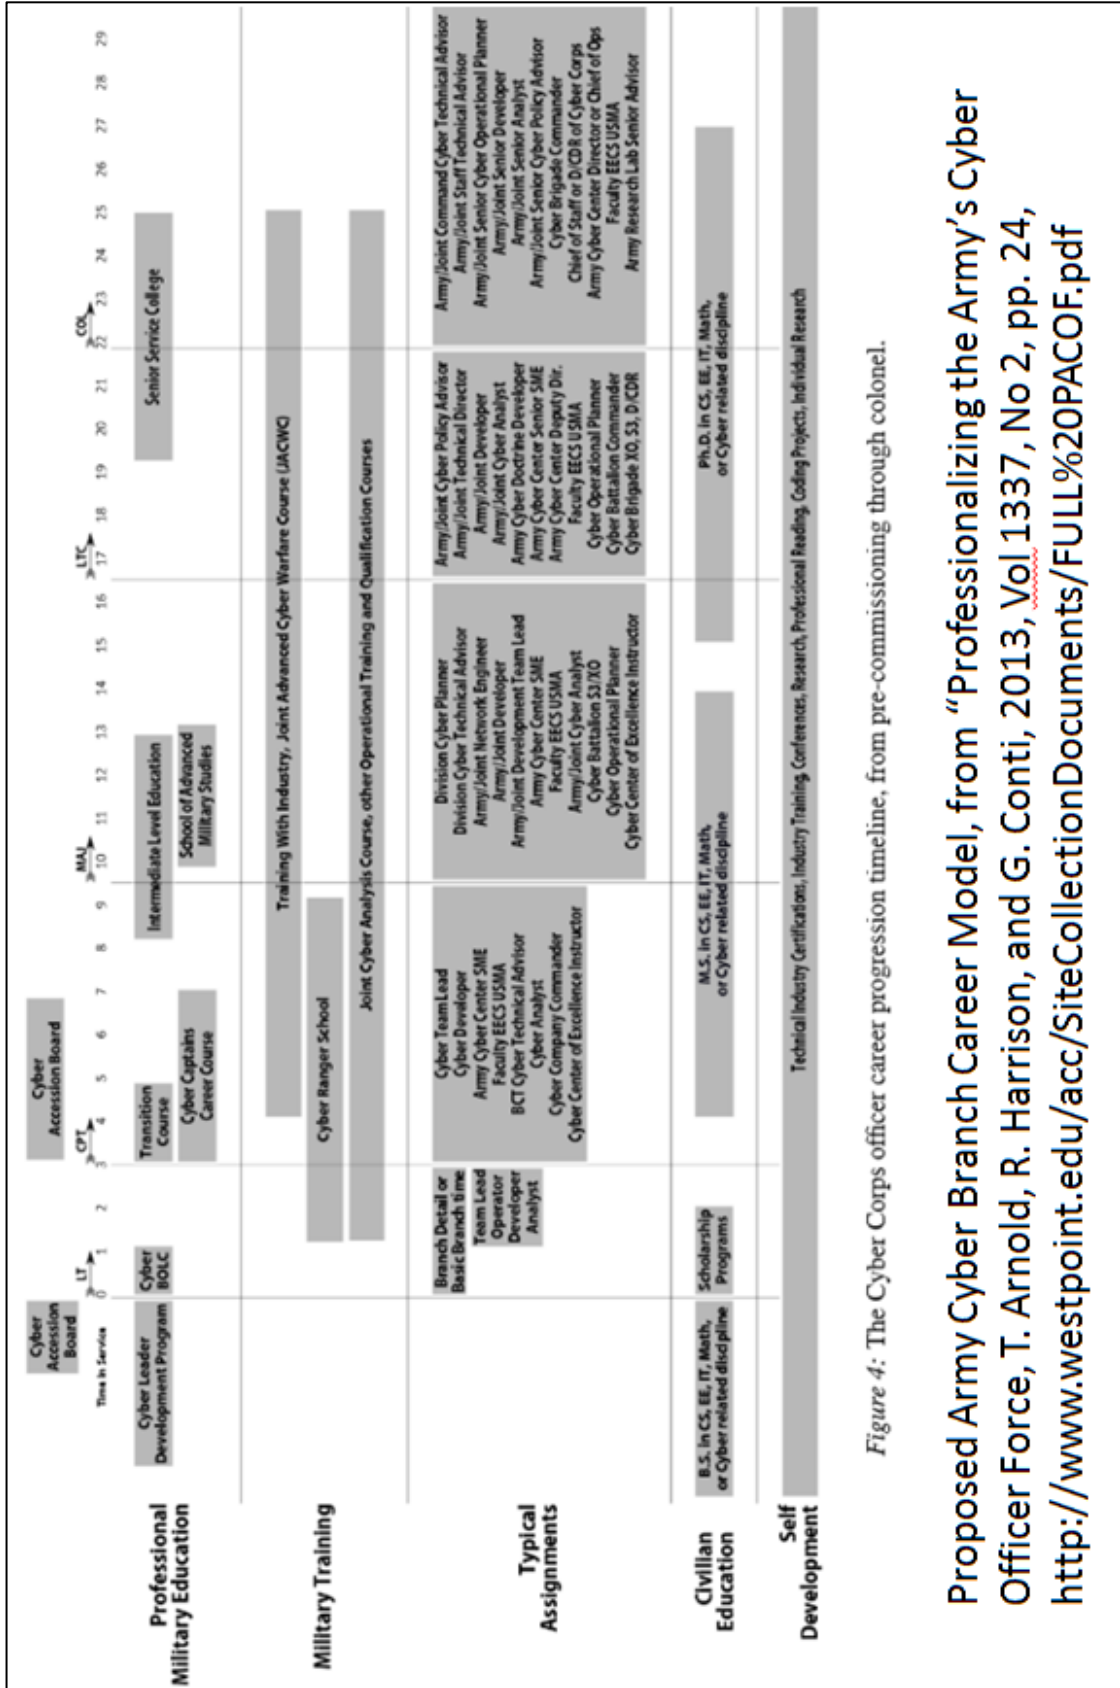 Cyber
Accession
Board
Cyber
Accession Board
Time in Service
LT
CPT
MAJ
LTC
COL
0 1 2 3 4 5 6 7 8 9 10 11 12 13 14 15 16 17 18 19 20 21 22 23 24 25 26 27 28 29
Professional
Military Education
Cyber Leader
Development Program
Cyber
BOLC
Transition
Course
Cyber Captains
Career Course
Intermediate Level Education
School of Advanced
Military Studies
Senior Service College
Military Training
Training With Industry, Joint Advanced Cyber Warfare Course (JACWC)
Cyber Ranger School
Joint Cyber Analysis Course, other Operational Training and Qualification Courses
Typical
Assignments
Branch Detail or
Basic Branch time
Team Lead
Operator
Developer
Analyst
Cyber Team Lead
Cyber Developer
Army Cyber Center SME
Faculty EECS USMA
BCT Cyber Technical Advisor
Cyber Analyst
Cyber Company Commander
Cyber Center of Excellence Instructor
Division Cyber Planner
Division Cyber Technical Advisor
Army/Joint Network Engineer
Army/Joint Developer
Army/Joint Development Team Lead
Army Cyber Center SME
Faculty EECS USMA
Army/Joint Cyber Analyst
Cyber Battalion S3/XO
Cyber Operational Planner
Cyber Center of Excellence Instructor
Army/Joint Cyber Policy Advisor
Army/Joint Technical Director
Army/Joint Developer
Army/Joint Cyber Analyst
Army Cyber Doctrine Developer
Army Cyber Center Senior SME
Army Cyber Center Deputy Dir.
Faculty EECS USMA
Cyber Operational Planner
Cyber Battalion Commander
Cyber Brigade XO, S3, D/CDR
Army/Joint Command Cyber Technical Advisor
Army/Joint Staff Technical Advisor
Army/Joint Senior Cyber Operational Planner
Army/Joint Senior Developer
Army/Joint Senior Analyst
Army/Joint Senior Cyber Policy Advisor
Cyber Brigade Commander
Chief of Staff or D/CDR of Cyber Corps
Army Cyber Center Director or Chief of Ops
Faculty EECS USMA
Army Research Lab Senior Advisor
Civilian
Education
B.S. in CS, EE, IT, Math,
or Cyber related discipline
Scholarship
Programs
M.S. in CS, EE, IT, Math,
or Cyber related discipline
Ph.D. in CS, EE, IT, Math,
or Cyber related discipline
Self
Development
Technical Industry Certifications, Industry Training, Conferences, Research, Professional Reading, Coding Projects, Individual Research
Figure 4: The Cyber Corps officer career progression timeline, from pre-commissioning through colonel.
Proposed Army Cyber Branch Career Model, from “Professionalizing the Army’s Cyber
Officer Force, T. Arnold, R. Harrison, and G. Conti, 2013, Vol 1337, No 2, pp. 24,
http://www.westpoint.edu/acc/SiteCollectionDocuments/FULL%20PACOF.pdf